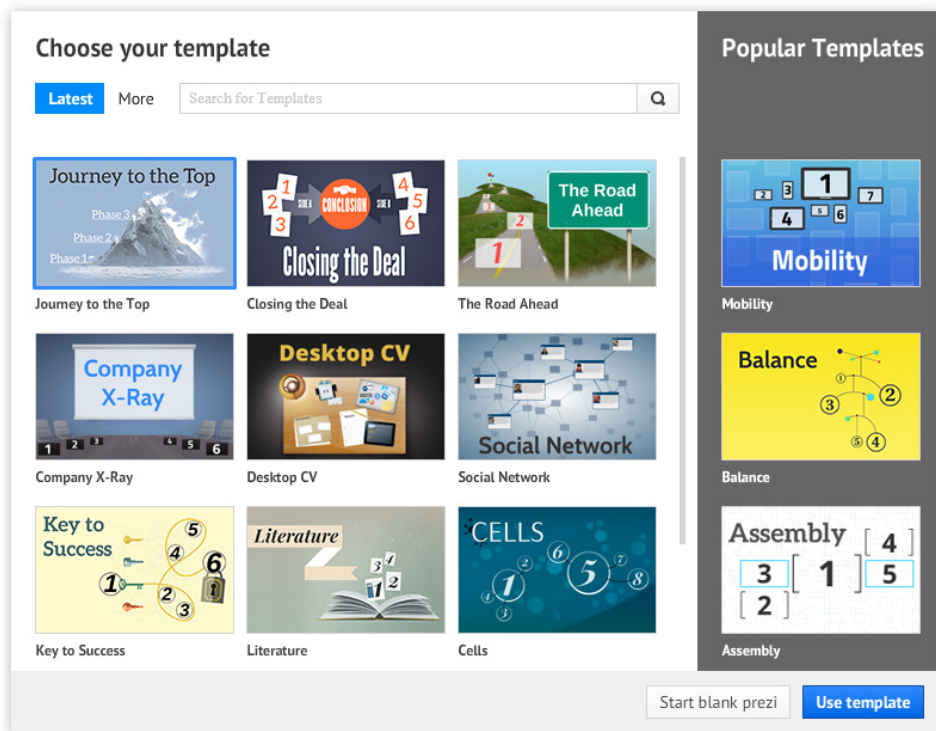 Choose your template
Popular Templates
Latest
More
Search for Templates
Journey to the Top
Phase 3
Phase 2
Phase 1
Journey to the Top
1
2
3
SIDE A
CONCLUSION
SIDE B
4
5
6
Closing the Deal
Closing the Deal
The Road
Ahead
3
2
1
The Road Ahead
1
2
3
4
5
6
7
Mobility
Mobility
Company
X-Ray
1
2
3
4
5
6
Company X-Ray
Desktop CV
Desktop CV
Social Network
Social Network
Balance
1
2
3
5
4
Balance
Key to
Success
1
2
3
4
5
6
Key to Success
Literature
1
2
3
4
Literature
CELLS
1
2
3
4
5
6
7
8
Cells
Assembly
4
3
1
5
2
Assembly
Start blank prezi
Use template